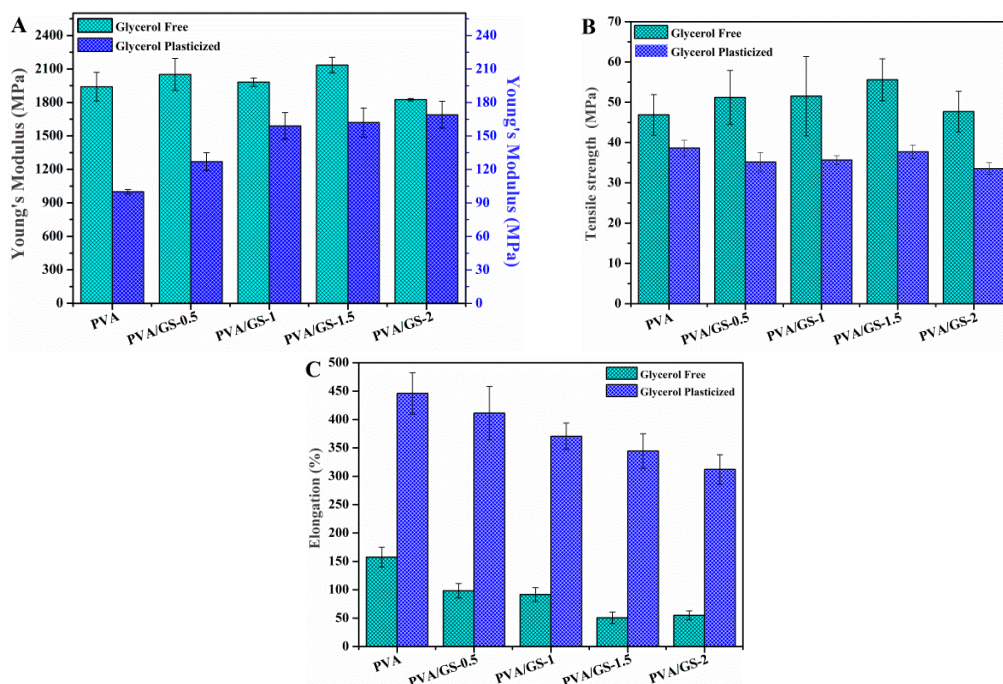 A
Glycerol Free
Glycerol Plasticized
Young's Modulus (MPa)
2400
2100
1800
1500
1200
900
600
300
0
240
210
180
150
120
90
60
30
0
Young's Modulus (MPa)
PVA
PVA/GS-0.5
PVA/GS-1
PVA/GS-1.5
PVA/GS-2
B
Glycerol Free
Glycerol Plasticized
Tensile strength (MPa)
70
60
50
40
30
20
10
0
PVA
PVA/GS-0.5
PVA/GS-1
PVA/GS-1.5
PVA/GS-2
C
Glycerol Free
Glycerol Plasticized
Elongation (%)
500
450
400
350
300
250
200
150
100
50
0
PVA
PVA/GS-0.5
PVA/GS-1
PVA/GS-1.5
PVA/GS-2